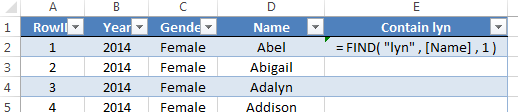 A B C D E
1 RowII Year Gende Name Contain lyn
2 1 2014 Female Abel =FIND( "lyn" , [Name] , 1 )
3 2 2014 Female Abigail
4 3 2014 Female Adalyn
5 4 2014 Female Addison